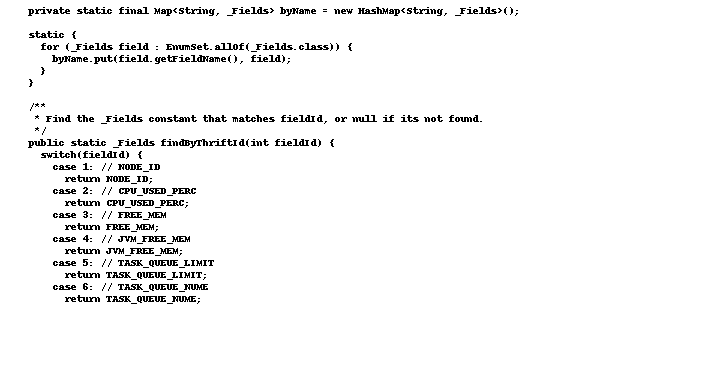 private static final Map<String, _Fields> byName = new HashMap<String, _Fields>();

static {
  for (_Fields field : EnumSet.allOf(_Fields.class)) {
    byName.put(field.getFieldName(), field);
  }
}

/**
 * Find the _Fields constant that matches fieldId, or null if its not found.
 */
public static _Fields findByThriftId(int fieldId) {
  switch(fieldId) {
    case 1: // NODE_ID
      return NODE_ID;
    case 2: // CPU_USED_PERC
      return CPU_USED_PERC;
    case 3: // FREE_MEM
      return FREE_MEM;
    case 4: // JVM_FREE_MEM
      return JVM_FREE_MEM;
    case 5: // TASK_QUEUE_LIMIT
      return TASK_QUEUE_LIMIT;
    case 6: // TASK_QUEUE_NUME
      return TASK_QUEUE_NUME;